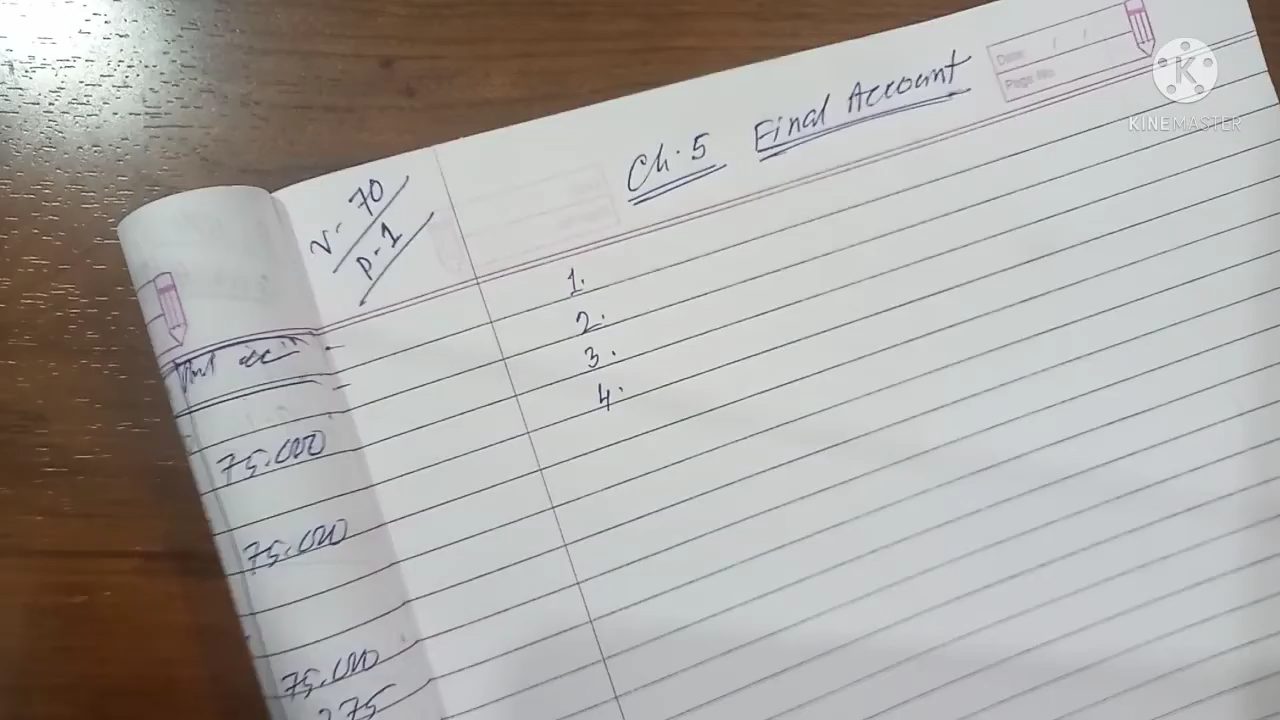 Ch. 5 Final Account
Date: / /
Page No.
KINEMASTER
V- 70
P-1
1.
2.
3.
4.
75,000
75,000
75,000
275